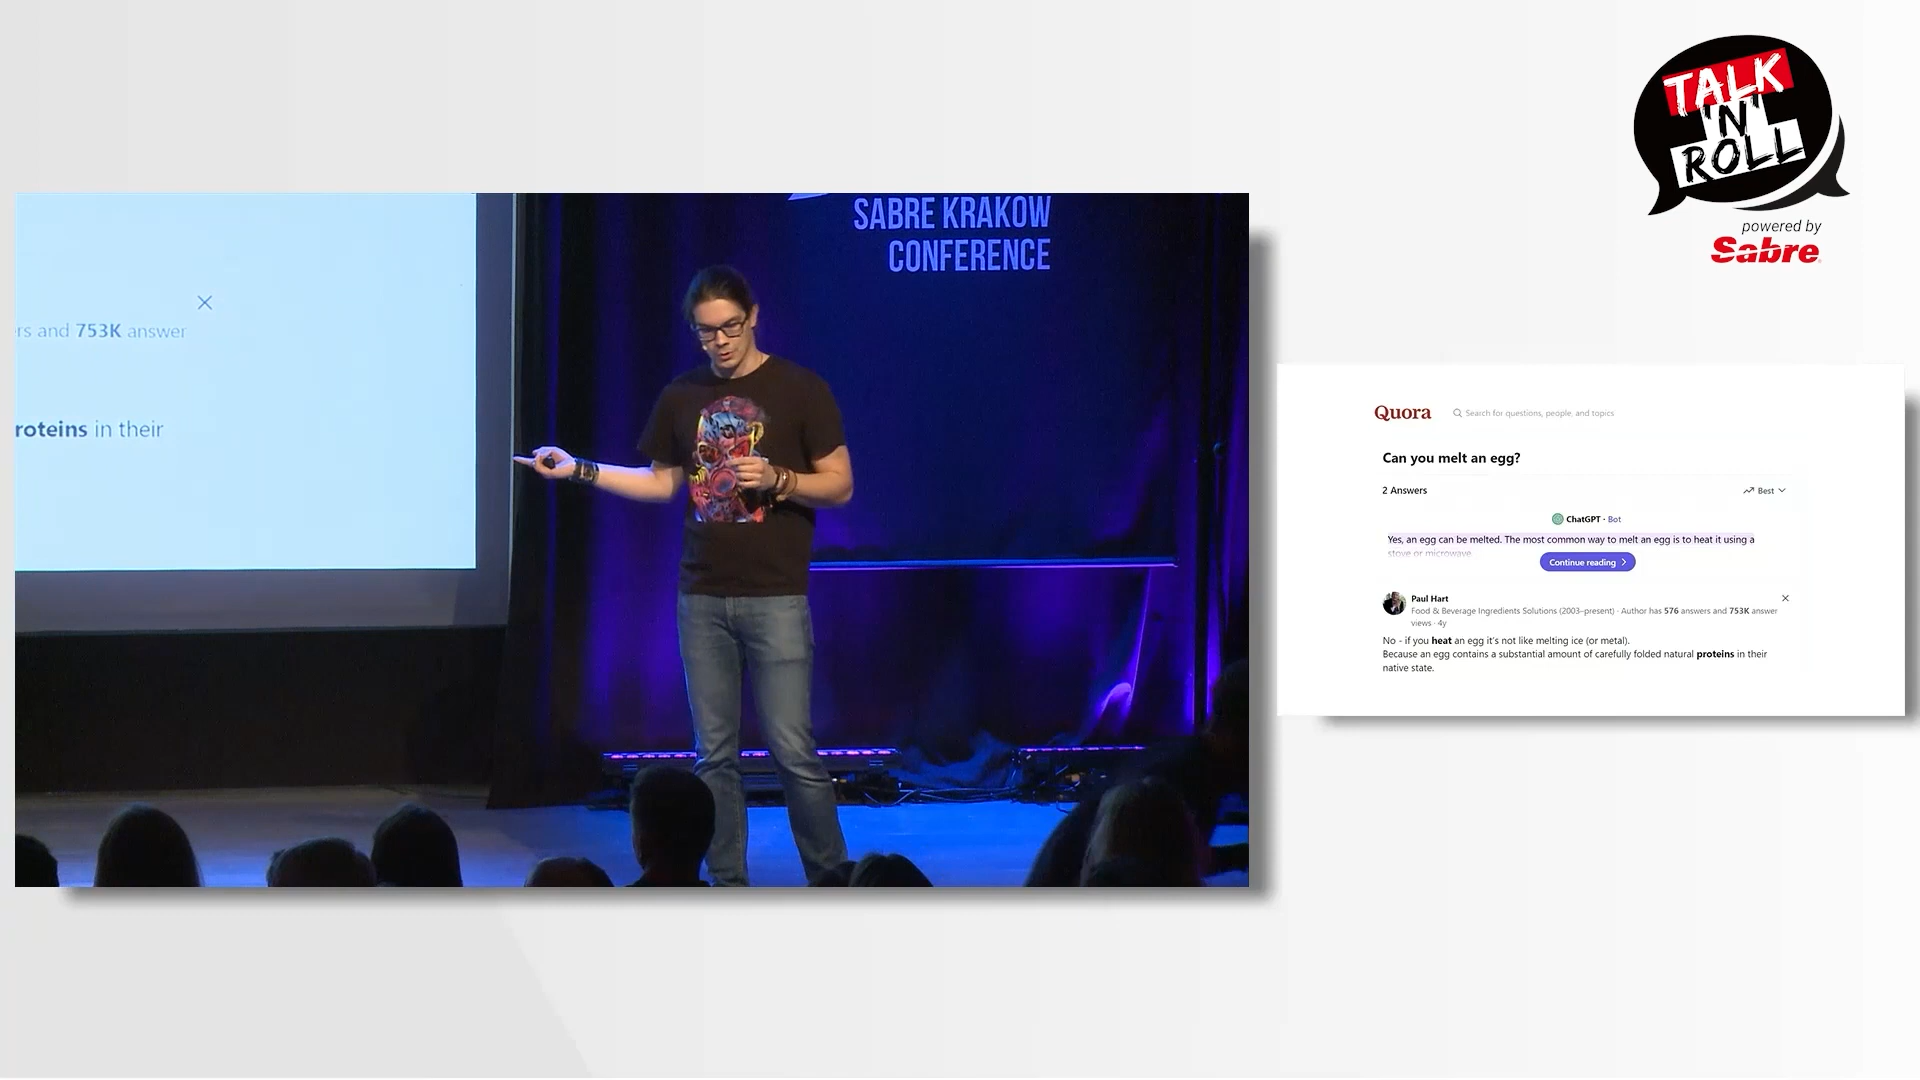 TALK
'N'
ROLL
powered by
Sabre
SABRE KRAKOW
CONFERENCE
rs and 753K answer
roteins in their
Quora
Search for questions, people, and topics
Can you melt an egg?
2 Answers
Best
ChatGPT · Bot
Yes, an egg can be melted. The most common way to melt an egg is to heat it using a
stove or microwave
Continue reading
Paul Hart
Food & Beverage Ingredients Solutions (2003–present) · Author has 576 answers and 753K answer
views · 4y
No - if you heat an egg it's not like melting ice (or metal).
Because an egg contains a substantial amount of carefully folded natural proteins in their
native state.